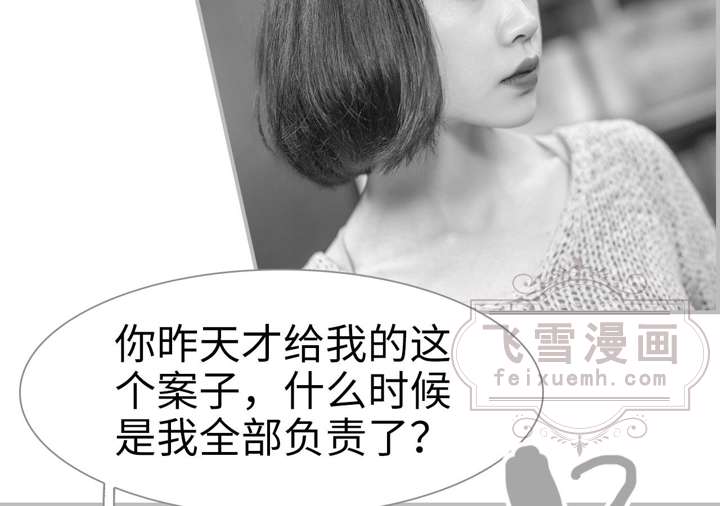 你昨天才给我的这
个案子，什么时候
是我全部负责了？
飞雪漫画
feixuemh.com
!?